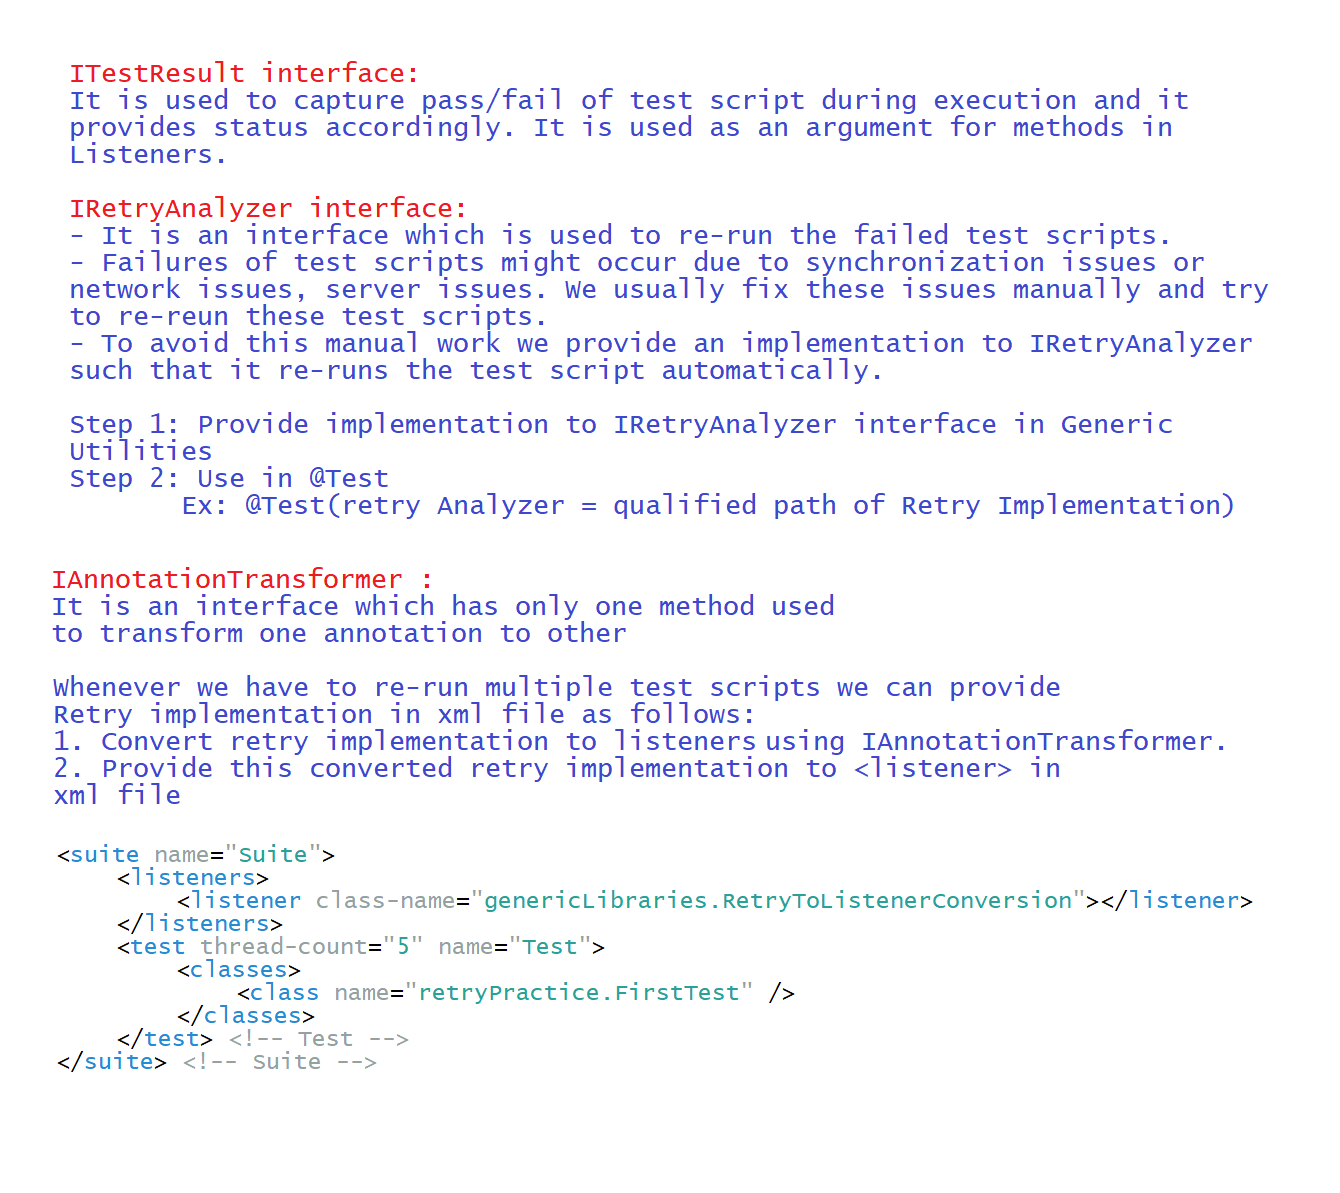 ITestResult interface:
It is used to capture pass/fail of test script during execution and it
provides status accordingly. It is used as an argument for methods in
Listeners.
IRetryAnalyzer interface:
- It is an interface which is used to re-run the failed test scripts.
- Failures of test scripts might occur due to synchronization issues or
network issues, server issues. We usually fix these issues manually and try
to re-reun these test scripts.
- To avoid this manual work we provide an implementation to IRetryAnalyzer
such that it re-runs the test script automatically.
Step 1: Provide implementation to IRetryAnalyzer interface in Generic
Utilities
Step 2: Use in @Test
Ex: @Test(retry Analyzer = qualified path of Retry Implementation)
IAnnotationTransformer :
It is an interface which has only one method used
to transform one annotation to other
Whenever we have to re-run multiple test scripts we can provide
Retry implementation in xml file as follows:
1. Convert retry implementation to listeners using IAnnotationTransformer.
2. Provide this converted retry implementation to <listener> in
xml file
<suite name="Suite">
<listeners>
<listener class-name="genericLibraries.RetryToListenerConversion"></listener>
</listeners>
<test thread-count="5" name="Test">
<classes>
<class name="retryPractice.FirstTest" />
</classes>
</test> <!-- Test -->
</suite> <!-- Suite -->